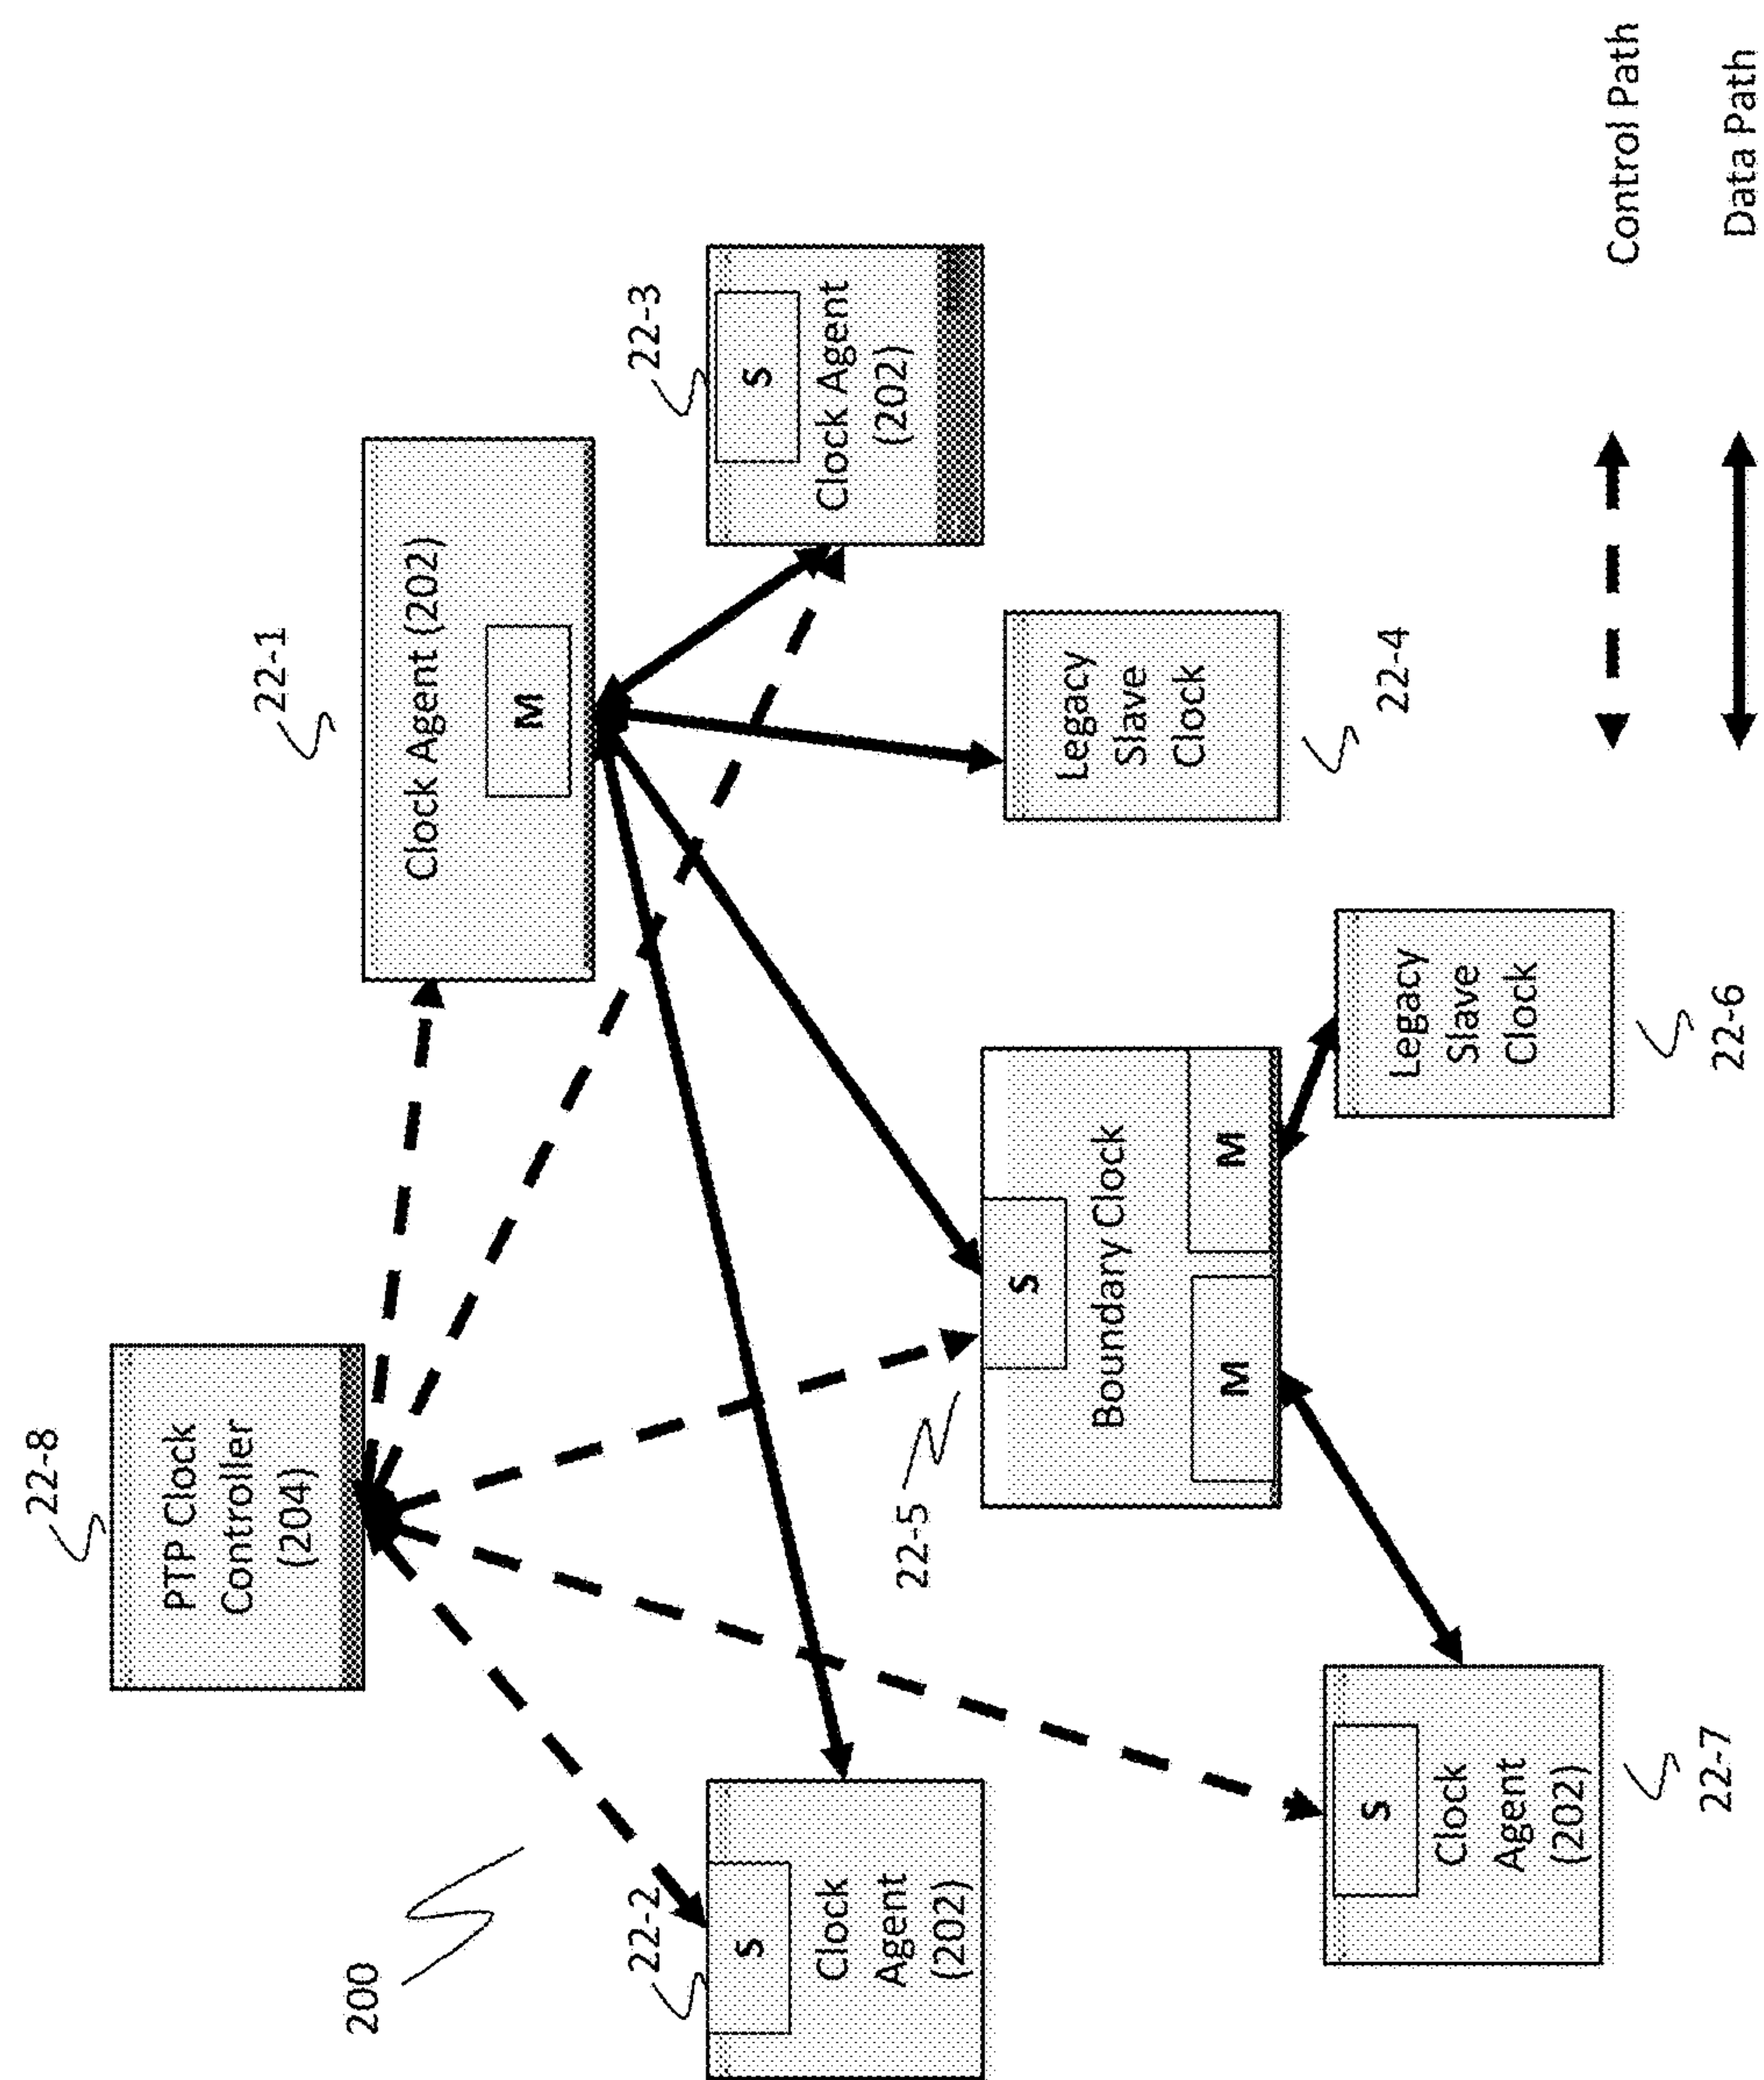 200
22-8
PTP Clock
Controller
(204)
22-1
Clock Agent (202)
M
22-2
S
Clock
Agent
(202)
22-3
S
Clock Agent
(202)
22-5
S
Boundary Clock
M
M
Legacy
Slave
Clock
22-4
S
Clock
Agent
(202)
22-7
Legacy
Slave
Clock
22-6
Control Path
Data Path